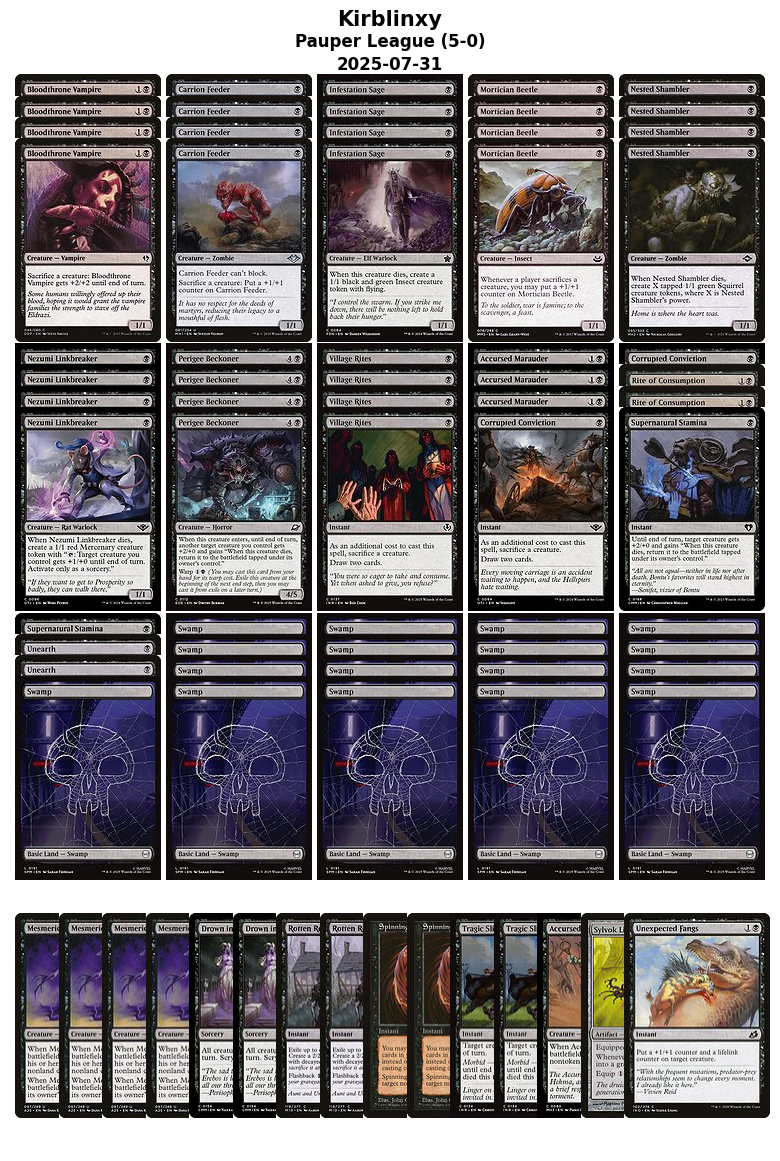 Kirblinxy
Pauper League (5-0)
2025-07-31
Bloodthrone Vampire
Bloodthrone Vampire
Bloodthrone Vampire
Bloodthrone Vampire
Creature — Vampire
Sacrifice a creature: Bloodthrone
Vampire gets +2/+2 until end of turn.
Some humans willingly offered up their
blood, hoping it could grant the vampire
families the strength to stave off the
Eldrazi.
1/1
Carrion Feeder
Carrion Feeder
Carrion Feeder
Carrion Feeder
Creature — Zombie
Carrion Feeder can't block.
Sacrifice a creature: Put a +1/+1
counter on Carrion Feeder.
It has no regard for the deeds of
martyrs, reducing their legacy to a
mouthful of flesh.
1/1
Infestation Sage
Infestation Sage
Infestation Sage
Infestation Sage
Creature — Elf Warlock
When this creature dies, create a
1/1 black and green Insect
creature token with flying.
"I control the swarm. If you strike me
down, there will be nothing left to hold
back their hunger."
1/1
Mortician Beetle
Mortician Beetle
Mortician Beetle
Mortician Beetle
Creature — Insect
Whenever a player sacrifices a
creature, you may put a +1/+1
counter on Mortician Beetle.
To the soldier, war is famine; to the
scavenger, a feast.
1/1
Nested Shambler
Nested Shambler
Nested Shambler
Nested Shambler
Creature — Zombie
When Nested Shambler dies,
create X tapped 1/1 green Squirrel
creature tokens, where X is Nested
Shambler's power.
Home is where the heart was.
1/1
Nezumi Linkbreaker
Nezumi Linkbreaker
Nezumi Linkbreaker
Nezumi Linkbreaker
Creature — Rat Warlock
When Nezumi Linkbreaker dies,
create a 1/1 red Mercenary creature
token with ": Target creature you
control gets +1/+0 until end of turn.
Activate only as a sorcery."
"If they want to get to Prosperity so
badly, they can walk there."
1/1
Perigee Beckoner
Perigee Beckoner
Perigee Beckoner
Perigee Beckoner
Creature — Horror
When this creature enters, until end of turn,
another target creature you control gets
+2/+0 and gains "When this creature dies,
return it to the battlefield tapped under its
owner's control."
Warp 1 (You may cast this card from your
hand for its warp cost. Exile this creature at
the beginning of the next end step, then you may
cast it from exile on a later turn.)
4/5
Village Rites
Village Rites
Village Rites
Village Rites
Instant
As an additional cost to cast this
spell, sacrifice a creature.
Draw two cards.
"You were so eager to take and consume.
Yet when asked to give, you refuse?"
Accursed Marauder
Accursed Marauder
Accursed Marauder
Corrupted Conviction
Instant
As an additional cost to cast this
spell, sacrifice a creature.
Draw two cards.
Every moving carriage is an accident
waiting to happen, and the Hellspurs
hate waiting.
Corrupted Conviction
Rite of Consumption
Rite of Consumption
Supernatural Stamina
Instant
Until end of turn, target creature gets
+2/+0 and gains "When this creature
dies, return it to the battlefield tapped
under its owner's control."
"All are not equal—neither in life nor after
death. Bontu's favorites will stand highest in
eternity."
—Senifet, vizier of Bontu
Supernatural Stamina
Unearth
Unearth
Swamp
Basic Land — Swamp
Swamp
Swamp
Swamp
Swamp
Basic Land — Swamp
Swamp
Swamp
Swamp
Swamp
Basic Land — Swamp
Swamp
Swamp
Swamp
Swamp
Basic Land — Swamp
Swamp
Swamp
Swamp
Swamp
Basic Land — Swamp
Mesmeric
Mesmeri
Mesmeri
Mesmeri
Drown in
Drown in
Rotten R
Rotten R
Spinning
Spinning
Tragic Sli
Tragic Sli
Accursed
Sylvok Li
Unexpected Fangs
Instant
Put a +1/+1 counter and a lifelink
counter on target creature.
"With the frequent mutations, predator-prey
relationships seem to change every moment.
I already like it here."
—Vivien Reid